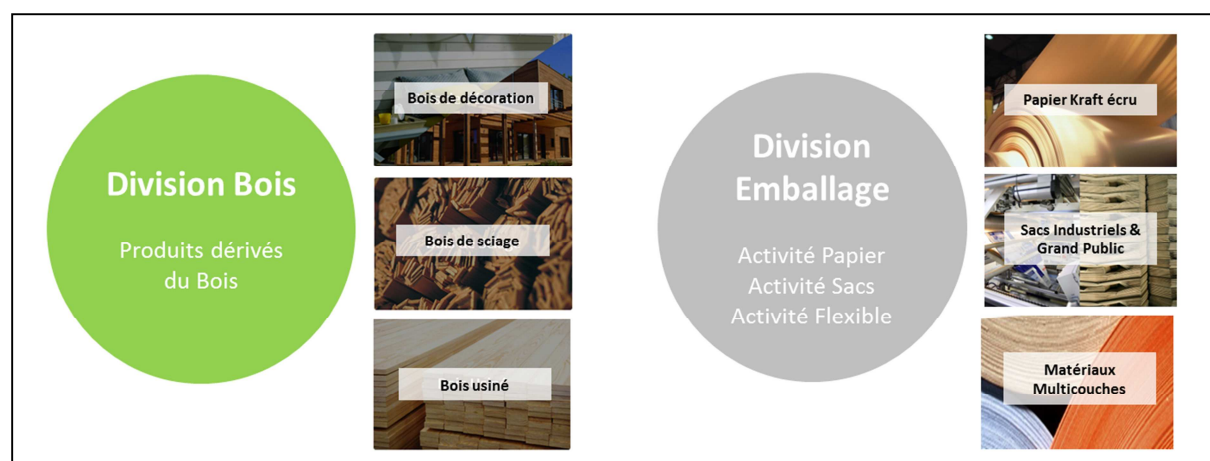 Division Bois
Produits dérivés
du Bois
Bois de décoration
Bois de sciage
Bois usiné
Division
Emballage
Activité Papier
Activité Sacs
Activité Flexible
Papier Kraft écru
Sacs Industriels &
Grand Public
Matériaux
Multicouches